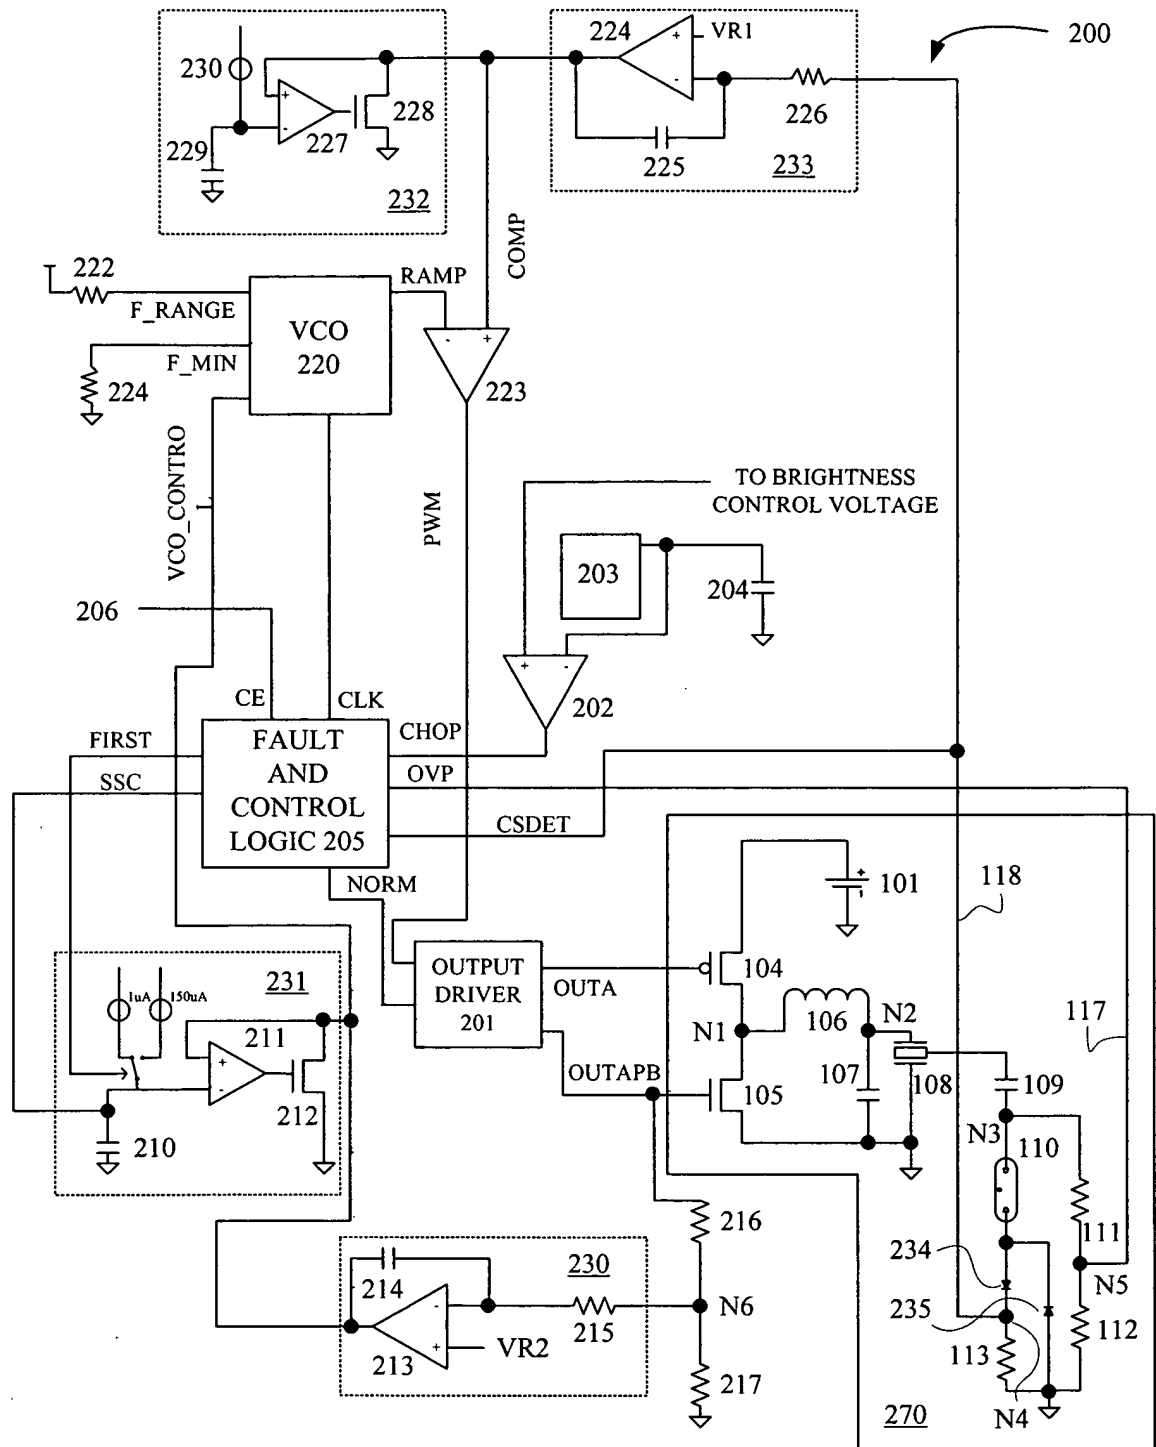 200
224
VR1
226
225
233
230
229
227
228
232
COMP
222
F_RANGE
RAMP
VCO
220
F_MIN
224
223
VCO_CONTRO
PWM
TO BRIGHTNESS
CONTROL VOLTAGE
203
204
206
202
CE
CLK
CHOP
FIRST
SSC
FAULT
AND
CONTROL
LOGIC 205
OVP
CSDET
NORM
101
118
117
231
1uA
150uA
211
212
210
OUTPUT
DRIVER
201
OUTA
OUTAPB
104
N1
106
N2
105
107
108
109
N3
110
111
N5
112
234
235
113
N4
216
N6
217
230
214
215
213
VR2
270